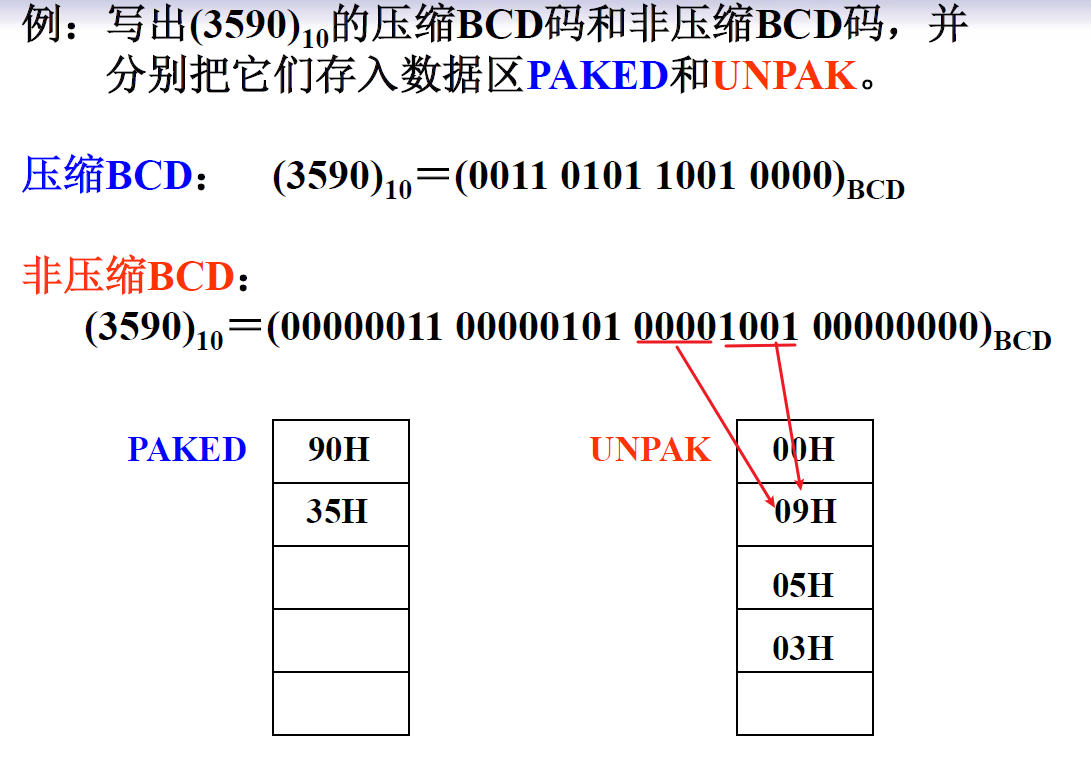 例：写出(3590)₁₀的压缩BCD码和非压缩BCD码，并
分别把它们存入数据区PAKED和UNPAK。
压缩BCD： (3590)₁₀＝(0011 0101 1001 0000)BCD
非压缩BCD：
(3590)₁₀＝(00000011 00000101 00001001 00000000)BCD
PAKED 90H UNPAK 00H
35H 09H
05H
03H